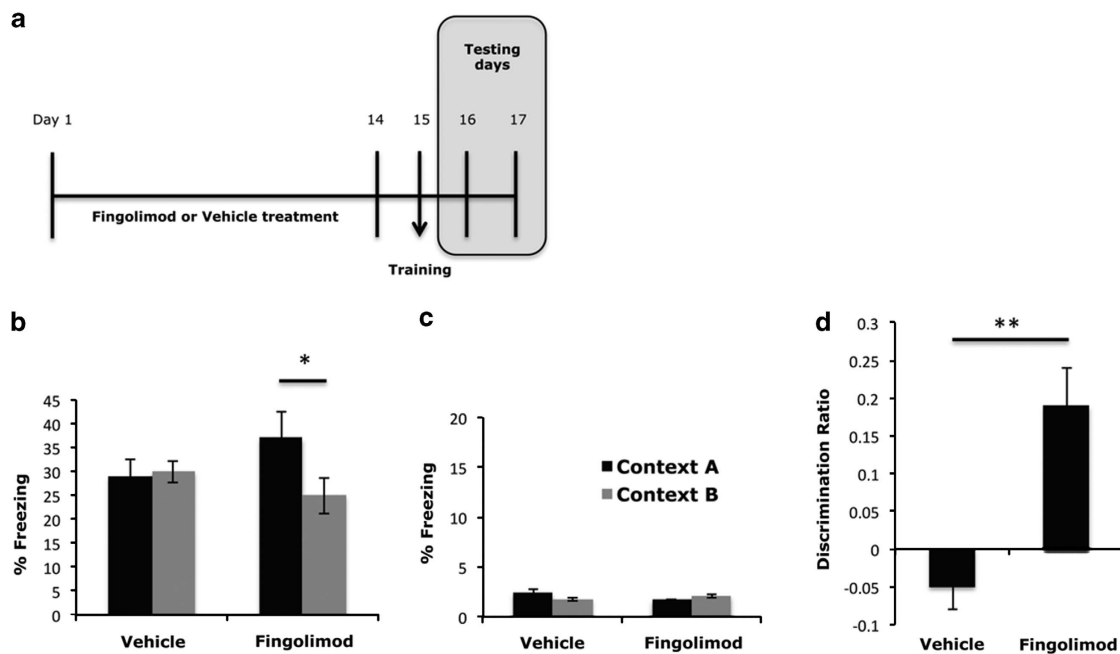 a
Testing
days
Day 1
14
15
16
17
Fingolimod or Vehicle treatment
Training
b
*
% Freezing
45
40
35
30
25
20
15
10
5
0
Vehicle
Fingolimod
c
% Freezing
20
15
10
5
0
Context A
Context B
Vehicle
Fingolimod
d
**
Discrimination Ratio
0.3
0.25
0.2
0.15
0.1
0.05
0
-0.05
-0.1
Vehicle
Fingolimod